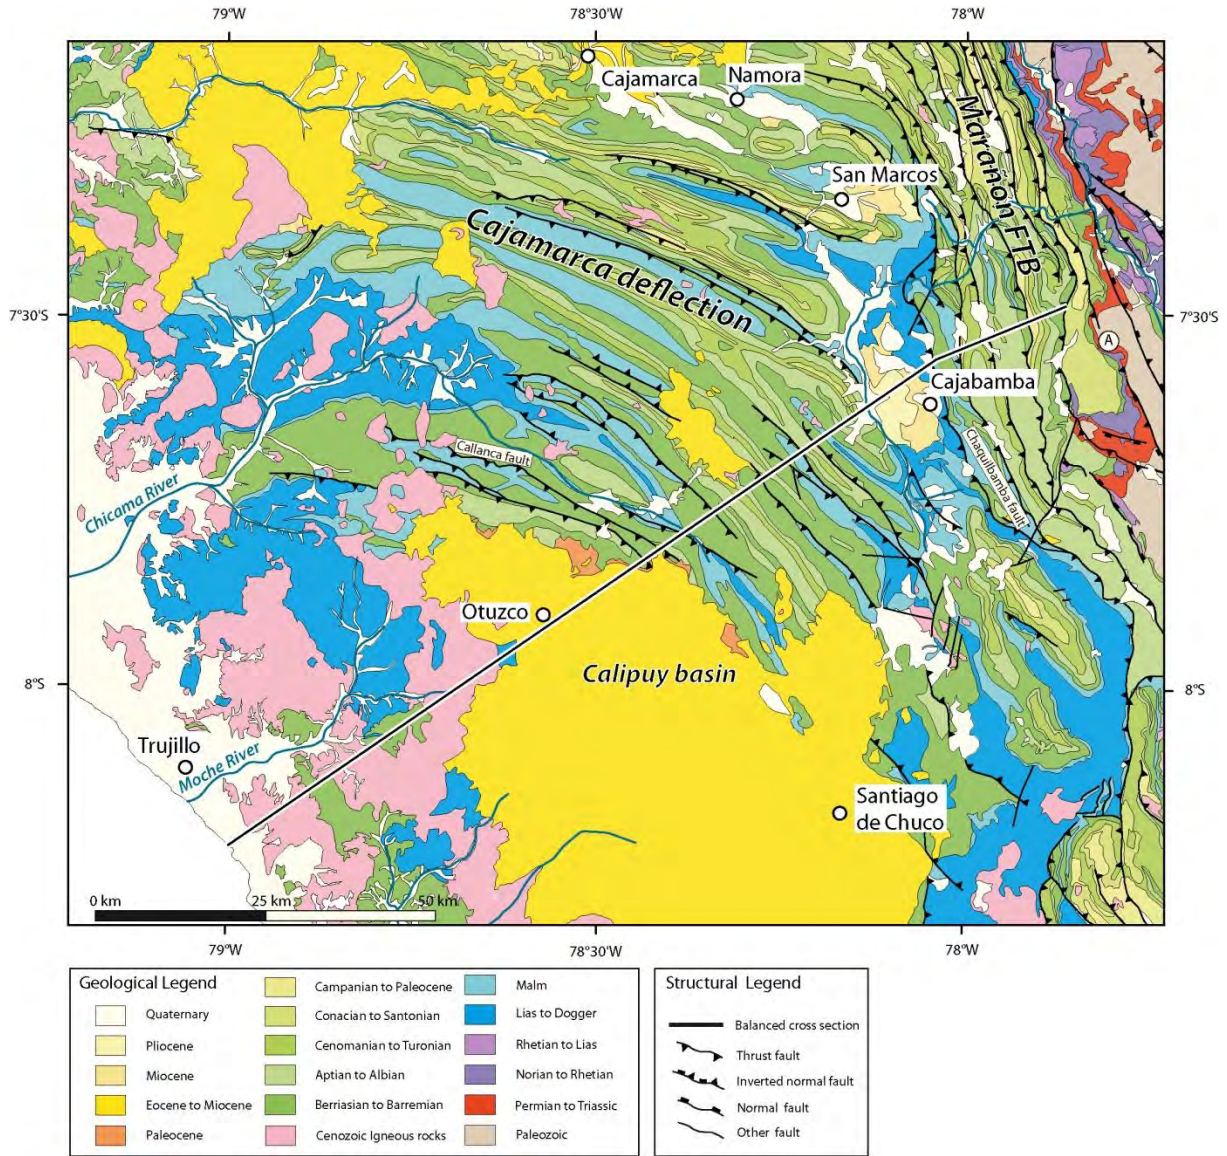 79°W
78°30'W
78°W
Cajamarca
Namora
Marañon FTB
San Marcos
Cajamarca deflection
7°30'S
7°30'S
A
Cajabamba
Callanca fault
Chaquilbamba fault
Chicama River
Otuzco
Calipuy basin
8°S
8°S
Trujillo
Moche River
Santiago
de Chuco
0 km
25 km
50 km
79°W
78°30'W
78°W
Geological Legend
Quaternary
Pliocene
Miocene
Eocene to Miocene
Paleocene
Campanian to Paleocene
Conacian to Santonian
Cenomanian to Turonian
Aptian to Albian
Berriasian to Barremian
Cenozoic Igneous rocks
Malm
Lias to Dogger
Rhetian to Lias
Norian to Rhetian
Permian to Triassic
Paleozoic
Structural Legend
Balanced cross section
Thrust fault
Inverted normal fault
Normal fault
Other fault